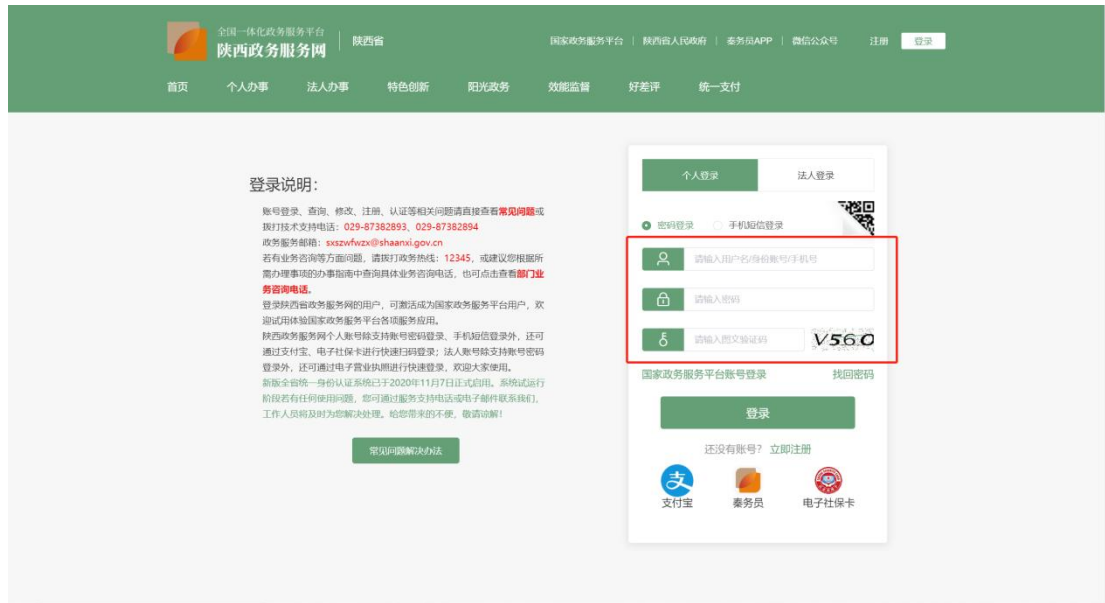 全国一体化政务服务平台
陕西政务服务网
陕西省
国家政务服务平台 | 陕西省人民政府 | 秦务员APP | 微信公众号
注册
登录
首页
个人办事
法人办事
特色创新
阳光政务
效能监督
好差评
统一支付
登录说明:
账号登录、查询、修改、注册、认证等相关问题请直接查看常见问题或
拨打技术支持电话: 029-87382893、029-87382894
政务服务邮箱: sxszwfwzx@shaanxi.gov.cn
若有业务咨询等方面问题, 请拨打政务热线: 12345, 或建议您根据所
需办理事项的办事指南中查询具体业务咨询电话, 也可点击查看部门业
务咨询电话。
登录陕西省政务服务网的用户, 可激活成为国家政务服务平台用户, 欢
迎试用体验国家政务服务平台各项服务应用。
陕西政务服务网个人账号除支持账号密码登录、手机短信登录外, 还可
通过支付宝、电子社保卡进行快速扫码登录; 法人账号除支持账号密码
登录外, 还可通过电子营业执照进行快速登录, 欢迎大家使用。
新版全省统一身份认证系统已于2020年11月7日正式启用。系统试运行
阶段若有任何使用问题, 您可通过服务支持电话或电子邮件联系我们,
工作人员将及时为您解决处理。给您带来的不便, 敬请谅解!
常见问题解决办法
个人登录
法人登录
密码登录
手机短信登录
请输入用户名/身份账号/手机号
请输入密码
请输入图文验证码
V560
国家政务服务平台账号登录
找回密码
登录
还没有账号? 立即注册
支
支付宝
秦务员
电子社保卡